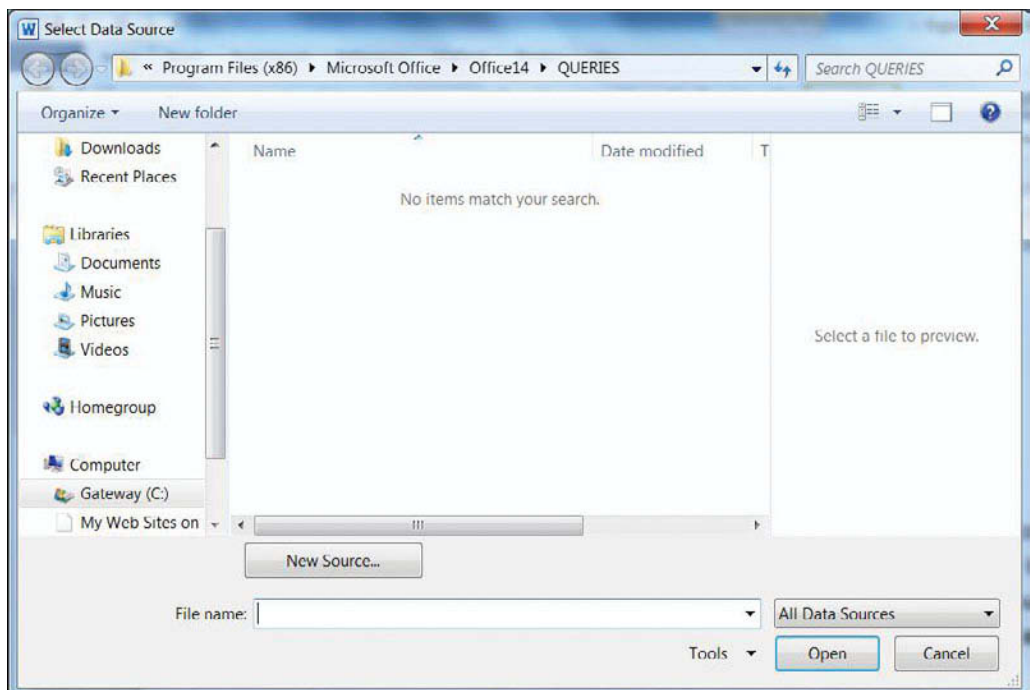 Select Data Source
« Program Files (x86) ▸ Microsoft Office ▸ Office14 ▸ QUERIES
Search QUERIES
Organize
New folder
Downloads
Recent Places
Libraries
Documents
Music
Pictures
Videos
Homegroup
Computer
Gateway (C:)
My Web Sites on
Name Date modified T
No items match your search.
Select a file to preview.
New Source...
File name:
All Data Sources
Tools
Open
Cancel